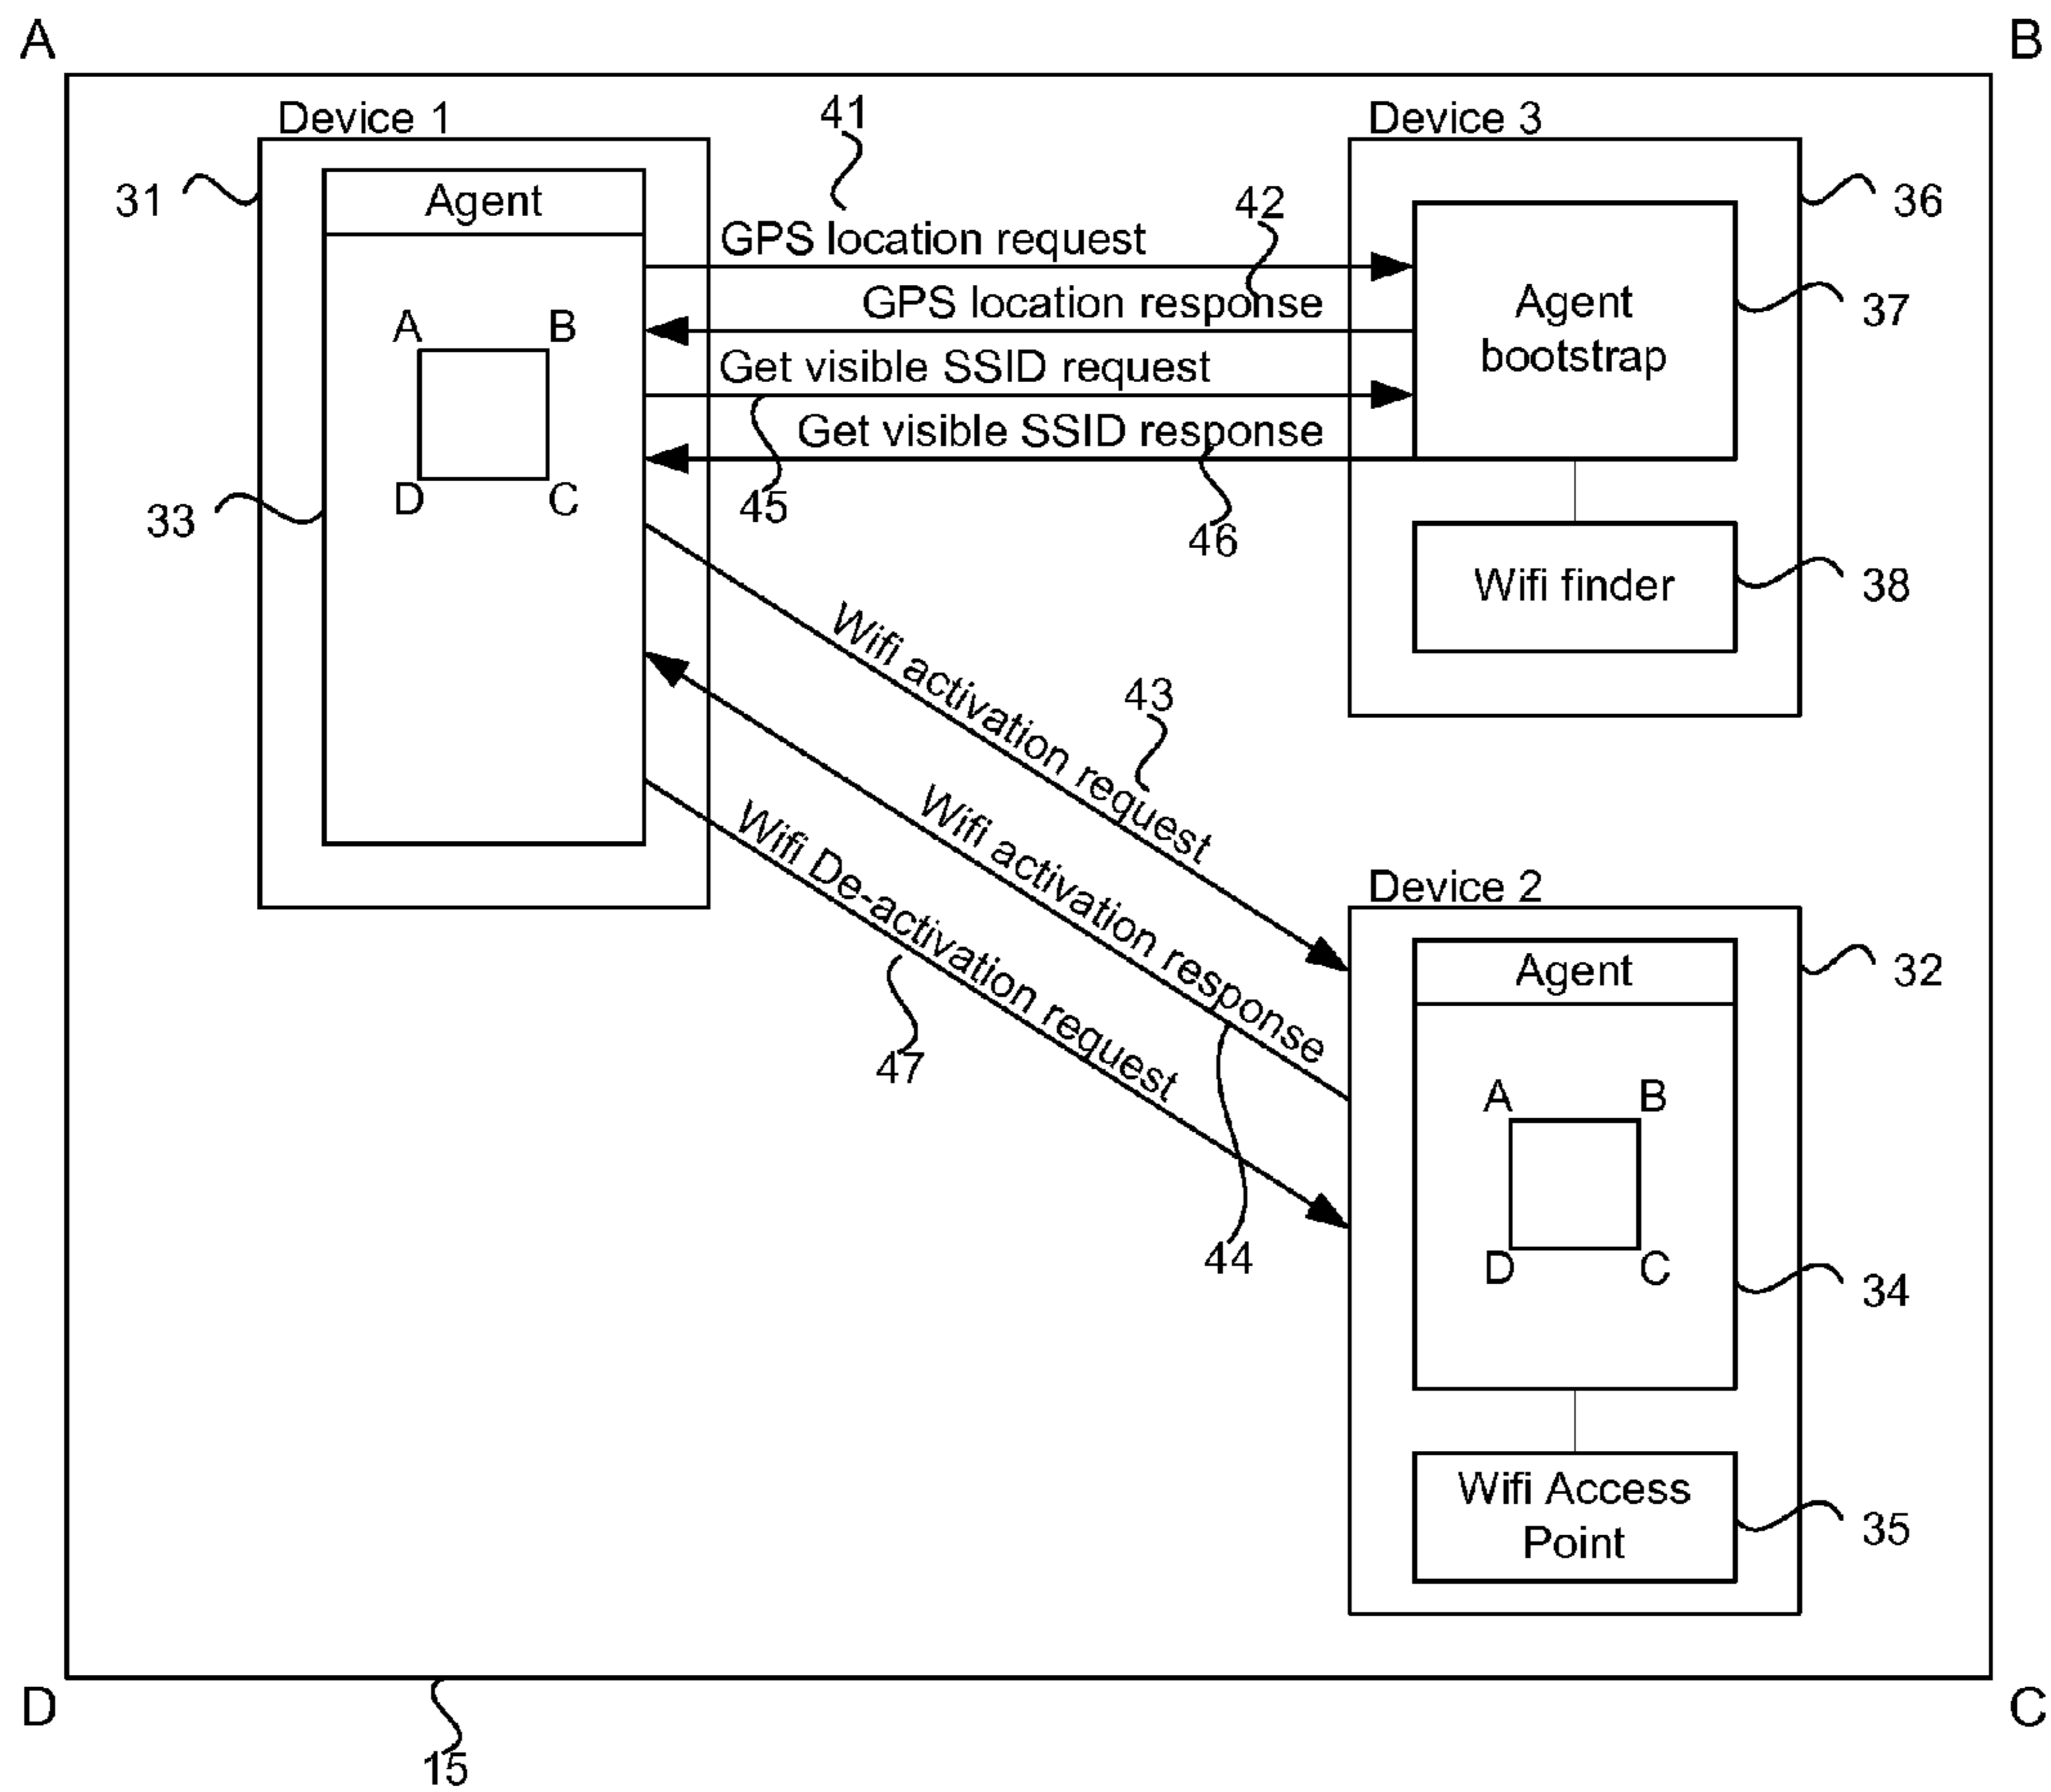 A
B
Device 1
41
Device 3
31
Agent
42
36
GPS location request
GPS location response
Agent
bootstrap
37
A
B
Get visible SSID request
Get visible SSID response
D
C
33
45
46
Wifi finder
38
Wifi activation request
43
Wifi activation response
Wifi De-activation request
47
44
Device 2
Agent
32
A
B
D
C
34
Wifi Access
Point
35
D
C
15